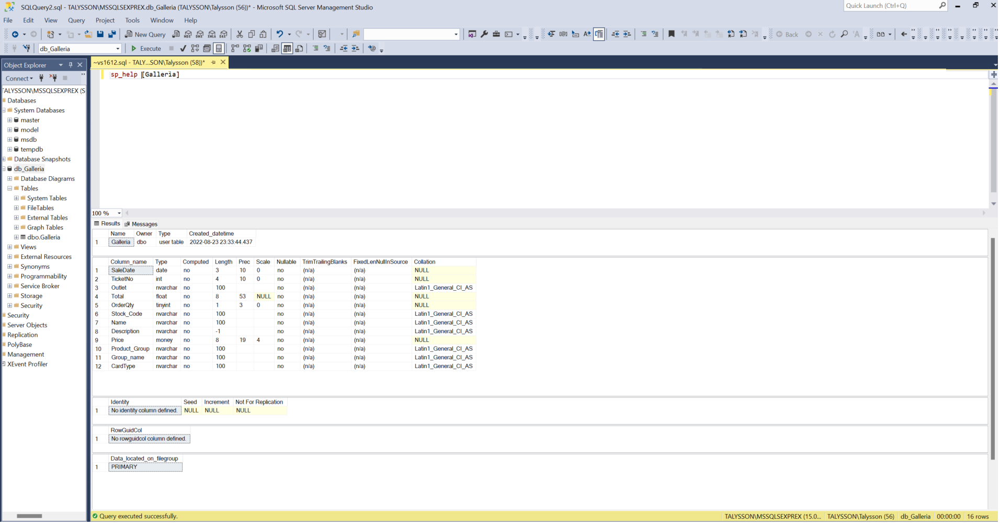 SQLQuery2.sql - TALYSSON\MSSQLSEXPREX.db_Galleria (TALYSSON\Talysson (56))* - Microsoft SQL Server Management Studio
Quick Launch (Ctrl+Q)
File Edit View Query Project Tools Window Help
New Query
MDX DMX XMLA DAX
Back
db_Galleria
Execute
Object Explorer
~vs1612.sql - TALY...SON\Talysson (58))*
Connect
sp_help [Galleria]
TALYSSON\MSSQLSEXPREX (S
Databases
System Databases
master
model
msdb
tempdb
Database Snapshots
db_Galleria
Database Diagrams
Tables
System Tables
FileTables
External Tables
Graph Tables
dbo.Galleria
Views
External Resources
Synonyms
Programmability
Service Broker
Storage
Security
Security
Server Objects
Replication
PolyBase
Management
XEvent Profiler
100 %
Results Messages
Name Owner Type Created_datetime
1 Galleria dbo user table 2022-08-23 23:33:44.437
Column_name Type Computed Length Prec Scale Nullable TrimTrailingBlanks FixedLenNullInSource Collation
1 SaleDate date no 3 10 0 no (n/a) (n/a) NULL
2 TicketNo int no 4 10 0 no (n/a) (n/a) NULL
3 Outlet nvarchar no 100 no (n/a) (n/a) Latin1_General_CI_AS
4 Total float no 8 53 NULL no (n/a) (n/a) NULL
5 OrderQty tinyint no 1 3 0 no (n/a) (n/a) NULL
6 Stock_Code nvarchar no 100 no (n/a) (n/a) Latin1_General_CI_AS
7 Name nvarchar no 100 no (n/a) (n/a) Latin1_General_CI_AS
8 Description nvarchar no -1 no (n/a) (n/a) Latin1_General_CI_AS
9 Price money no 8 19 4 no (n/a) (n/a) NULL
10 Product_Group nvarchar no 100 no (n/a) (n/a) Latin1_General_CI_AS
11 Group_name nvarchar no 100 no (n/a) (n/a) Latin1_General_CI_AS
12 CardType nvarchar no 100 no (n/a) (n/a) Latin1_General_CI_AS
Identity Seed Increment Not For Replication
1 No identity column defined. NULL NULL NULL
RowGuidCol
1 No rowguidcol column defined.
Data_located_on_filegroup
1 PRIMARY
Query executed successfully.
TALYSSON\MSSQLSEXPREX (15.0... TALYSSON\Talysson (56) db_Galleria 00:00:00 16 rows